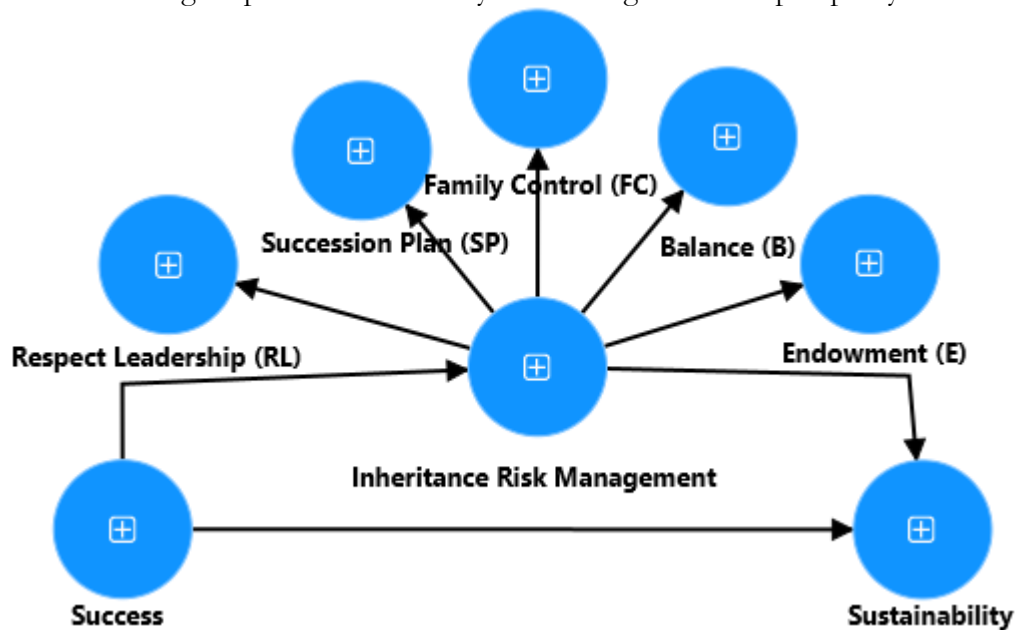 Family Control (FC)
Succession Plan (SP)
Balance (B)
Respect Leadership (RL)
Endowment (E)
Inheritance Risk Management
Success
Sustainability